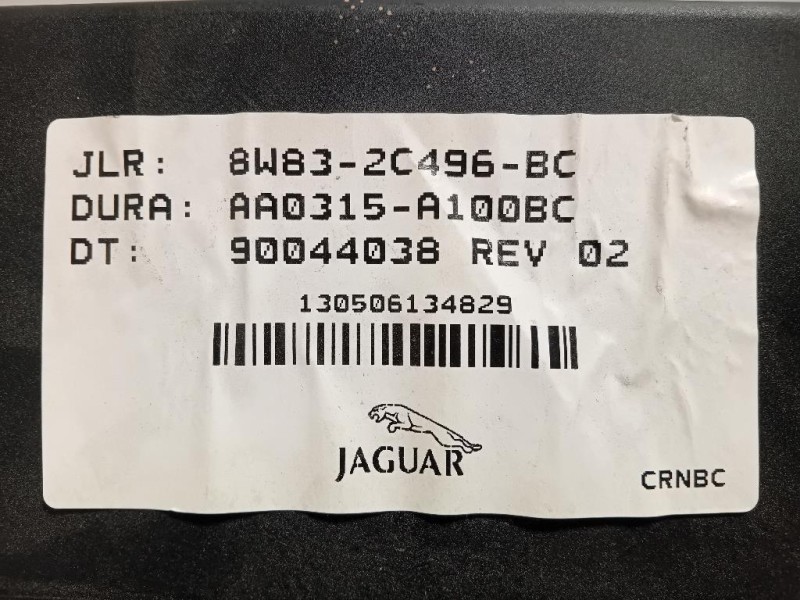 JLR: 8W83-2C496-BC
DURA: AA0315-A100BC
DT: 90044038 REV 02
130506134829
JAGUAR
CRNBC